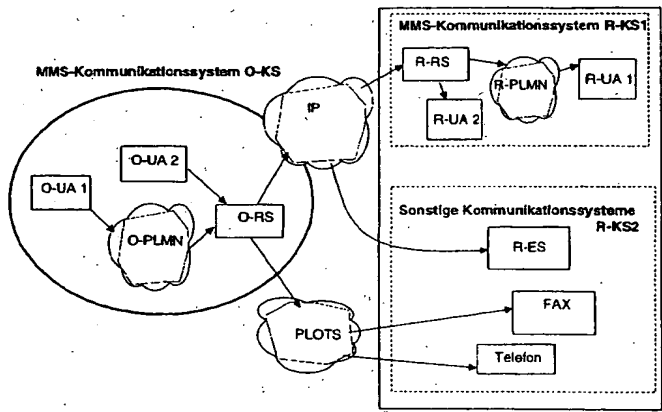 MMS-Kommunikationssystem R-KS1
MMS-Kommunikationssystem O-KS
R-RS
R-PLMN
R-UA 1
R-UA 2
IP
O-UA 2
O-UA 1
O-RS
O-PLMN
Sonstige Kommunikationssysteme
R-KS2
R-ES
FAX
PLOTS
Telefon